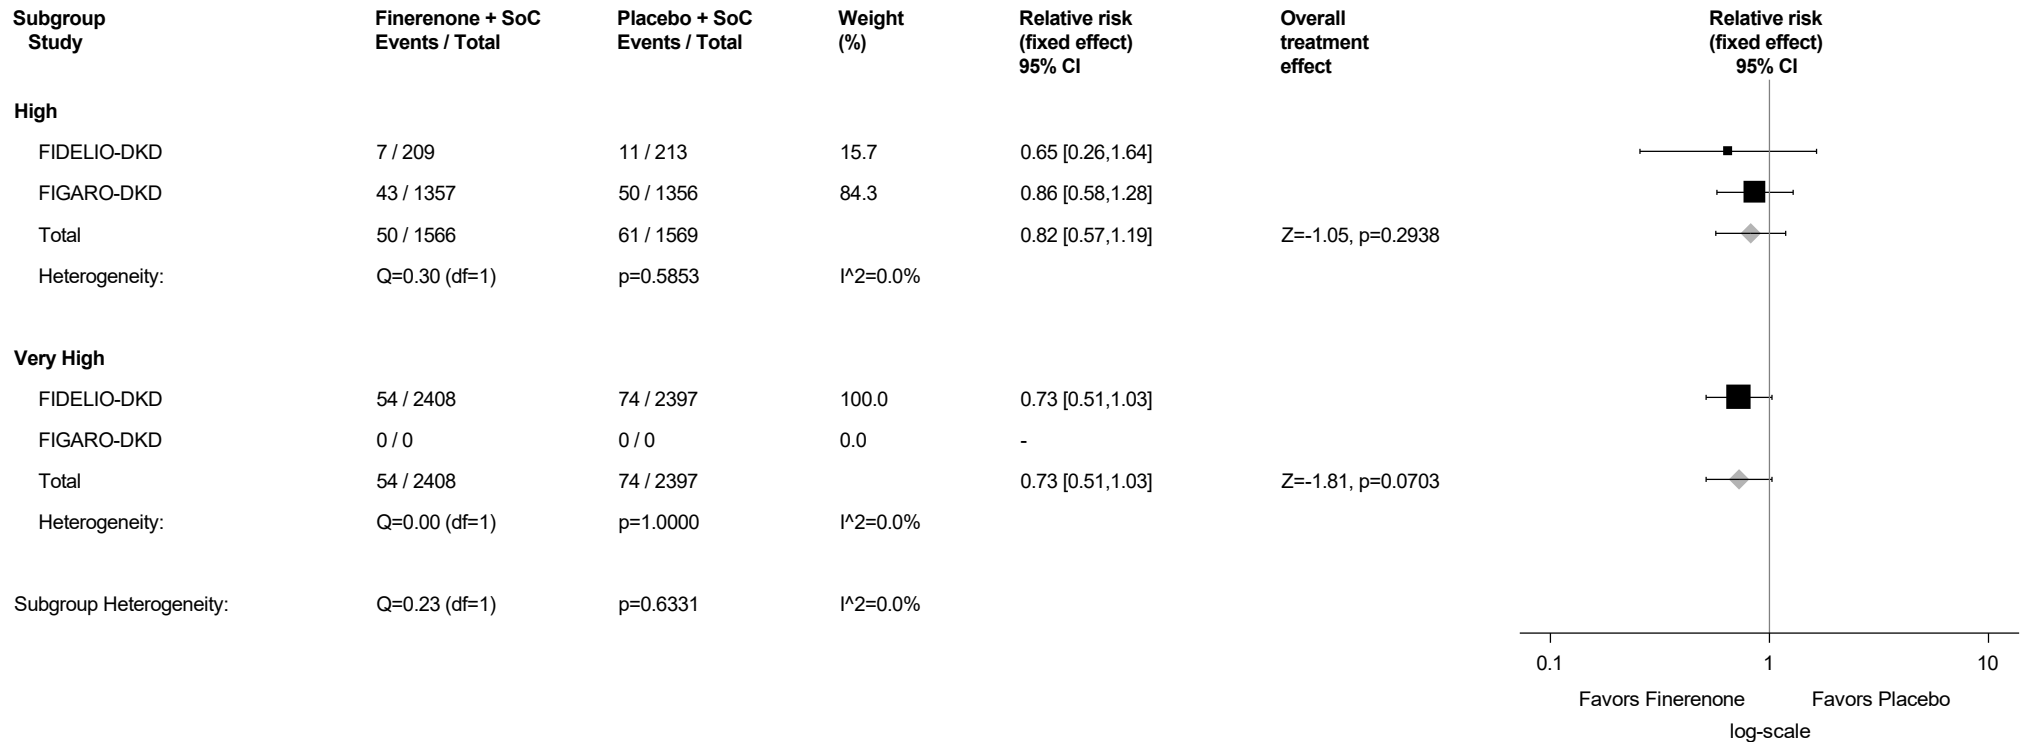 Subgroup Finerenone + SoC Placebo + SoC Weight Relative risk Overall Relative risk
Study Events / Total Events / Total (%) (fixed effect) treatment (fixed effect)
95% CI effect 95% CI
High
FIDELIO-DKD 7 / 209 11 / 213 15.7 0.65 [0.26,1.64]
FIGARO-DKD 43 / 1357 50 / 1356 84.3 0.86 [0.58,1.28]
Total 50 / 1566 61 / 1569 0.82 [0.57,1.19] Z=-1.05, p=0.2938
Heterogeneity: Q=0.30 (df=1) p=0.5853 I^2=0.0%
Very High
FIDELIO-DKD 54 / 2408 74 / 2397 100.0 0.73 [0.51,1.03]
FIGARO-DKD 0 / 0 0 / 0 0.0 -
Total 54 / 2408 74 / 2397 0.73 [0.51,1.03] Z=-1.81, p=0.0703
Heterogeneity: Q=0.00 (df=1) p=1.0000 I^2=0.0%
Subgroup Heterogeneity: Q=0.23 (df=1) p=0.6331 I^2=0.0%
0.1 1 10
Favors Finerenone Favors Placebo
log-scale